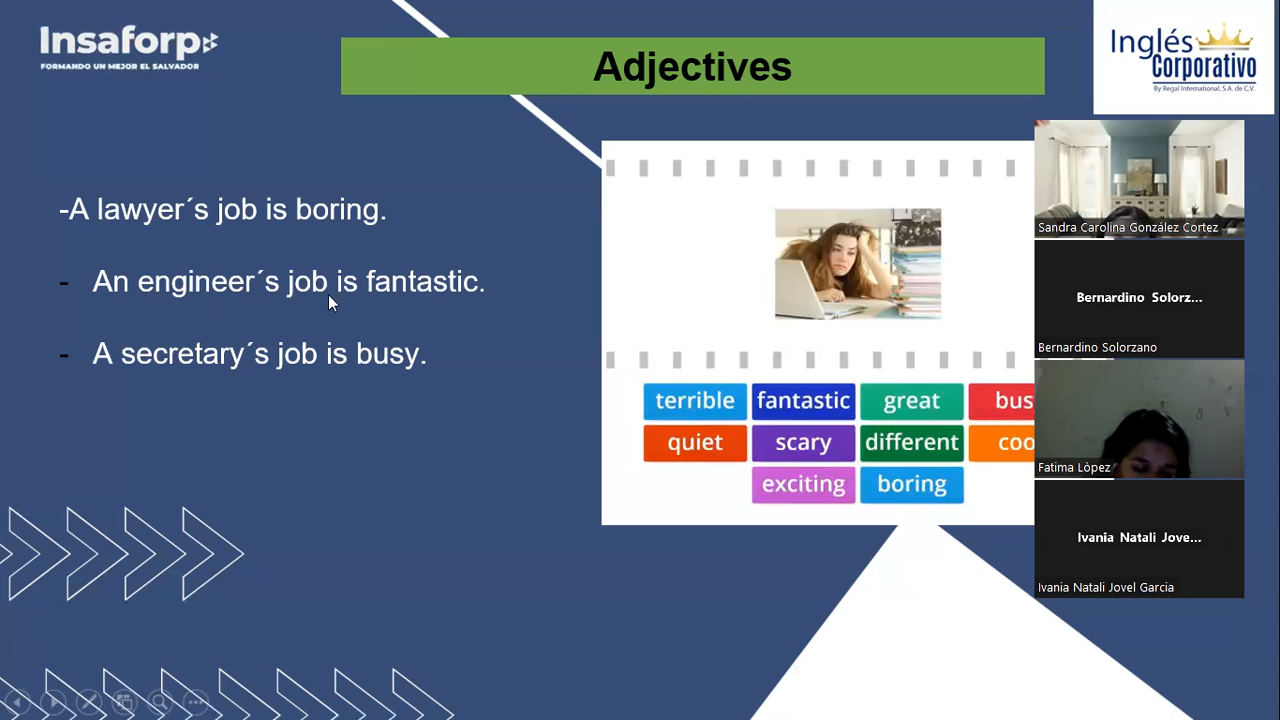 Insaforp
FORMANDO UN MEJOR EL SALVADOR
Adjectives
Inglés
Corporativo
By Regal International, S.A. de C.V.
-A lawyer´s job is boring.
- An engineer´s job is fantastic.
- A secretary´s job is busy.
terrible fantastic great bus
quiet scary different coo
exciting boring
Sandra Carolina González Cortez
Bernardino Solorz...
Bernardino Solorzano
Fatima Lòpez
Ivania Natali Jove...
Ivania Natali Jovel Garcia